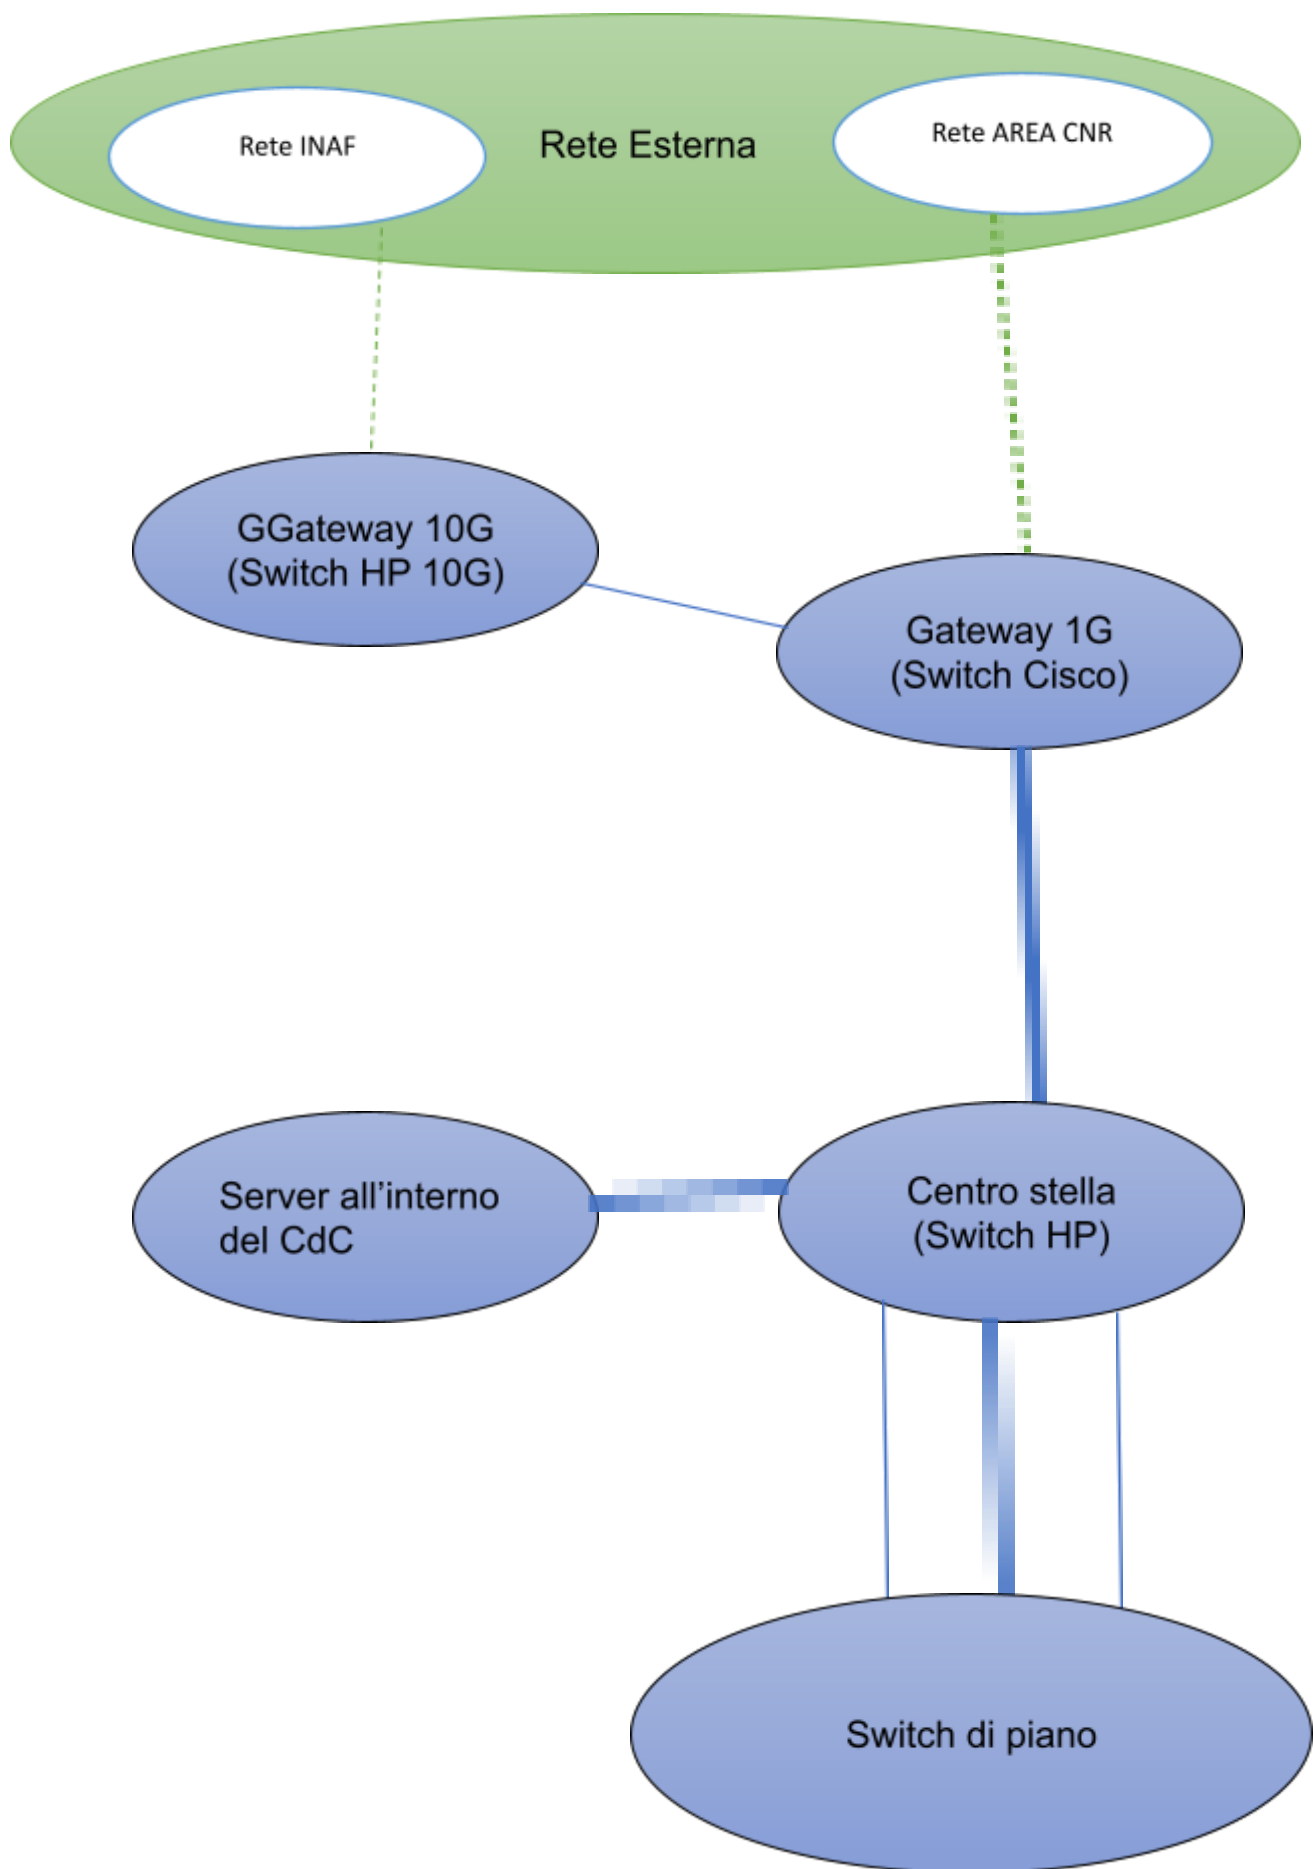 Rete INAF
Rete Esterna
Rete AREA CNR
GGateway 10G
(Switch HP 10G)
Gateway 1G
(Switch Cisco)
Server all’interno
del CdC
Centro stella
(Switch HP)
Switch di piano